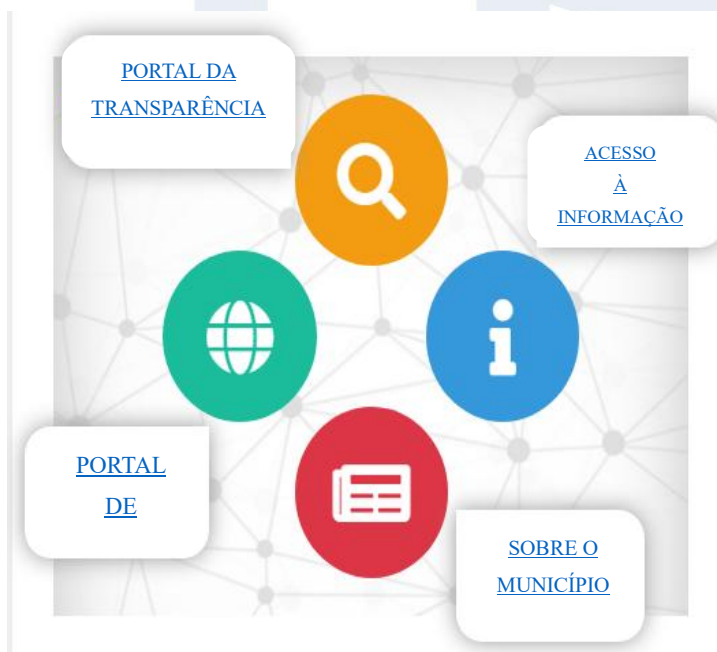 PORTAL DA
TRANSPARÊNCIA
ACESSO
À
INFORMAÇÃO
PORTAL
DE
SOBRE O
MUNICÍPIO